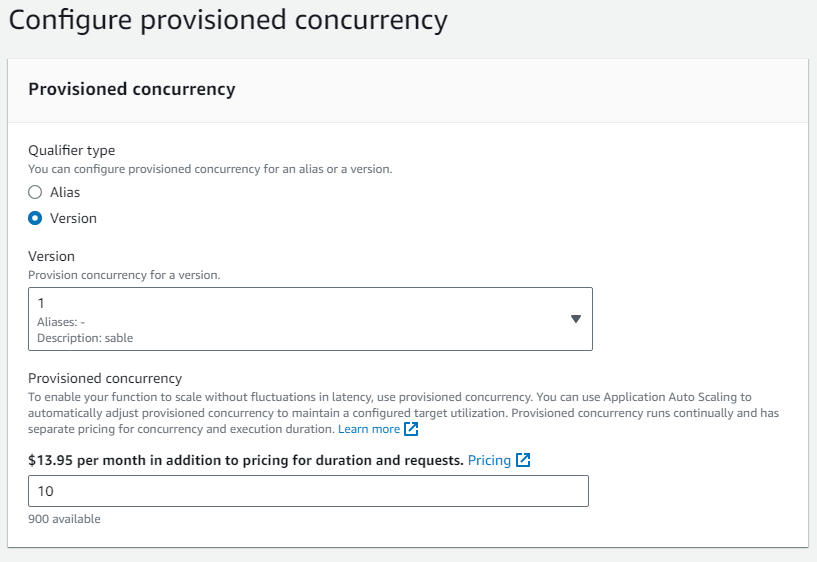 Configure provisioned concurrency
Provisioned concurrency
Qualifier type
You can configure provisioned concurrency for an alias or a version.
Alias
Version
Version
Provision concurrency for a version.
1
Aliases: -
Description: sable
Provisioned concurrency
To enable your function to scale without fluctuations in latency, use provisioned concurrency. You can use Application Auto Scaling to
automatically adjust provisioned concurrency to maintain a configured target utilization. Provisioned concurrency runs continually and has
separate pricing for concurrency and execution duration. Learn more
$13.95 per month in addition to pricing for duration and requests. Pricing
10
900 available